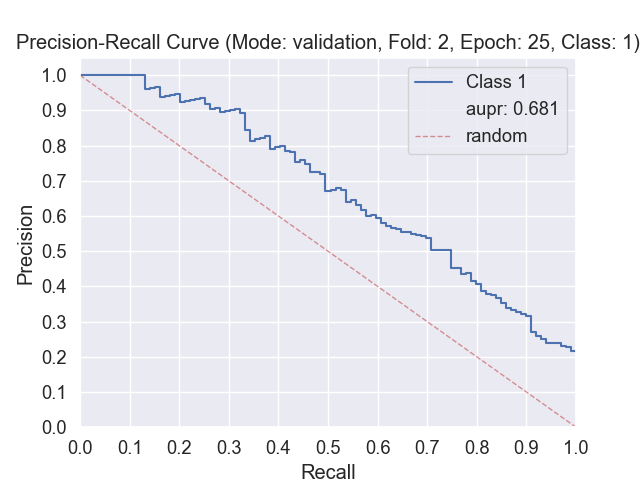 Precision-Recall Curve (Mode: validation, Fold: 2, Epoch: 25, Class: 1)
Class 1
aupr: 0.681
random
Precision
1.0
0.9
0.8
0.7
0.6
0.5
0.4
0.3
0.2
0.1
0.0
0.0 0.1 0.2 0.3 0.4 0.5 0.6 0.7 0.8 0.9 1.0
Recall